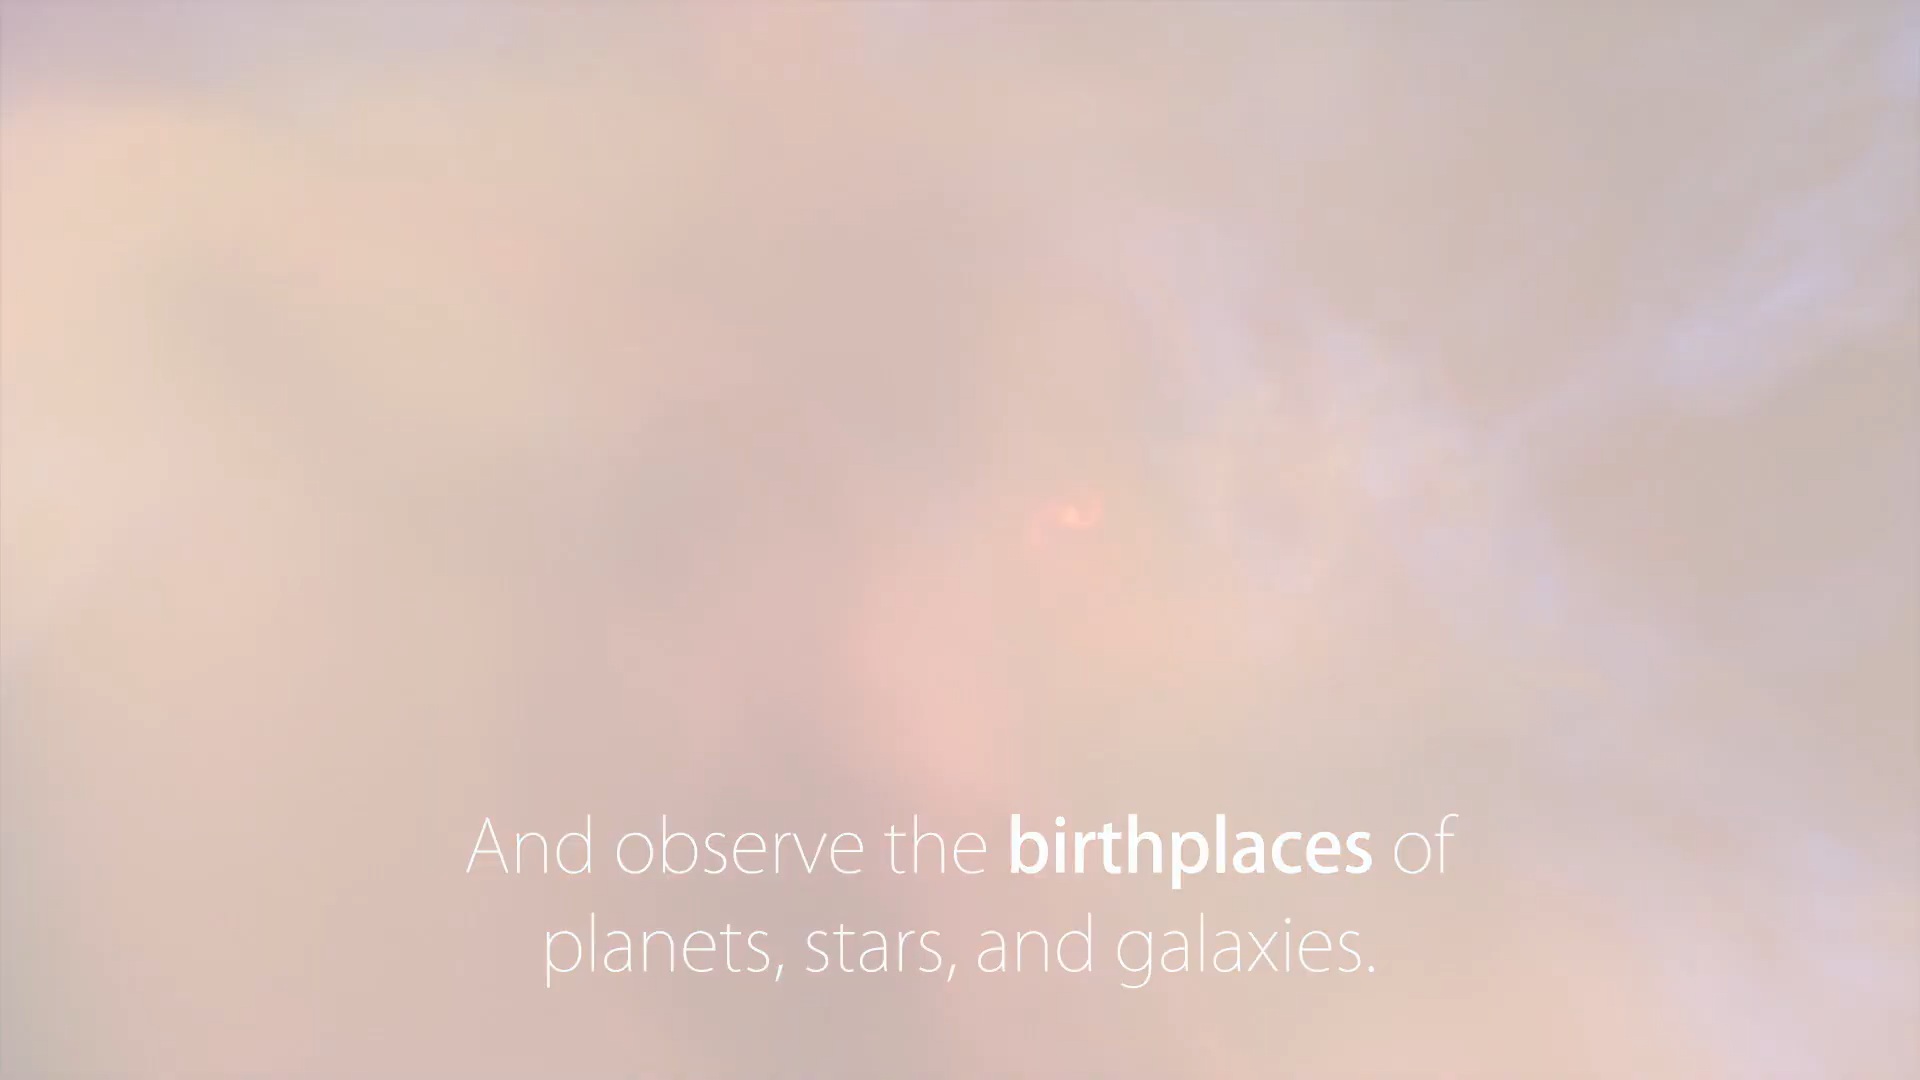 And observe the birthplaces of
planets, stars, and galaxies.